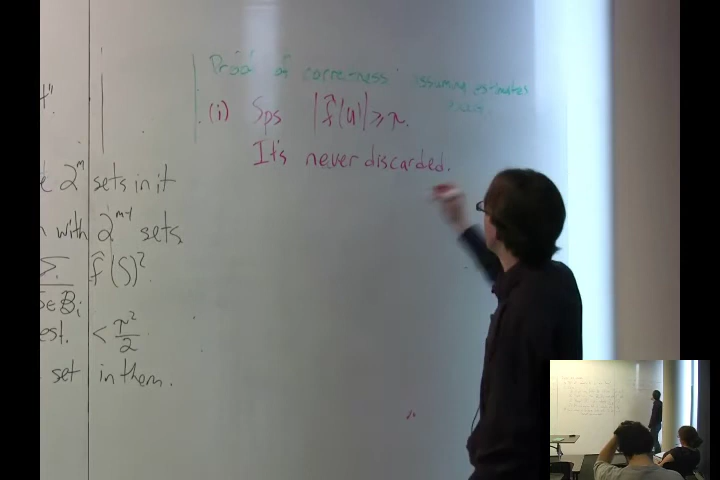 Proof of correctness assuming estimates
(i) Sps |f̂(u)| ≥ τ.
It's never discarded.
2^m sets in it
with 2^{m-1} sets
Σ f̂(S)²
S∈B_i
est. < τ²/2
set in them.